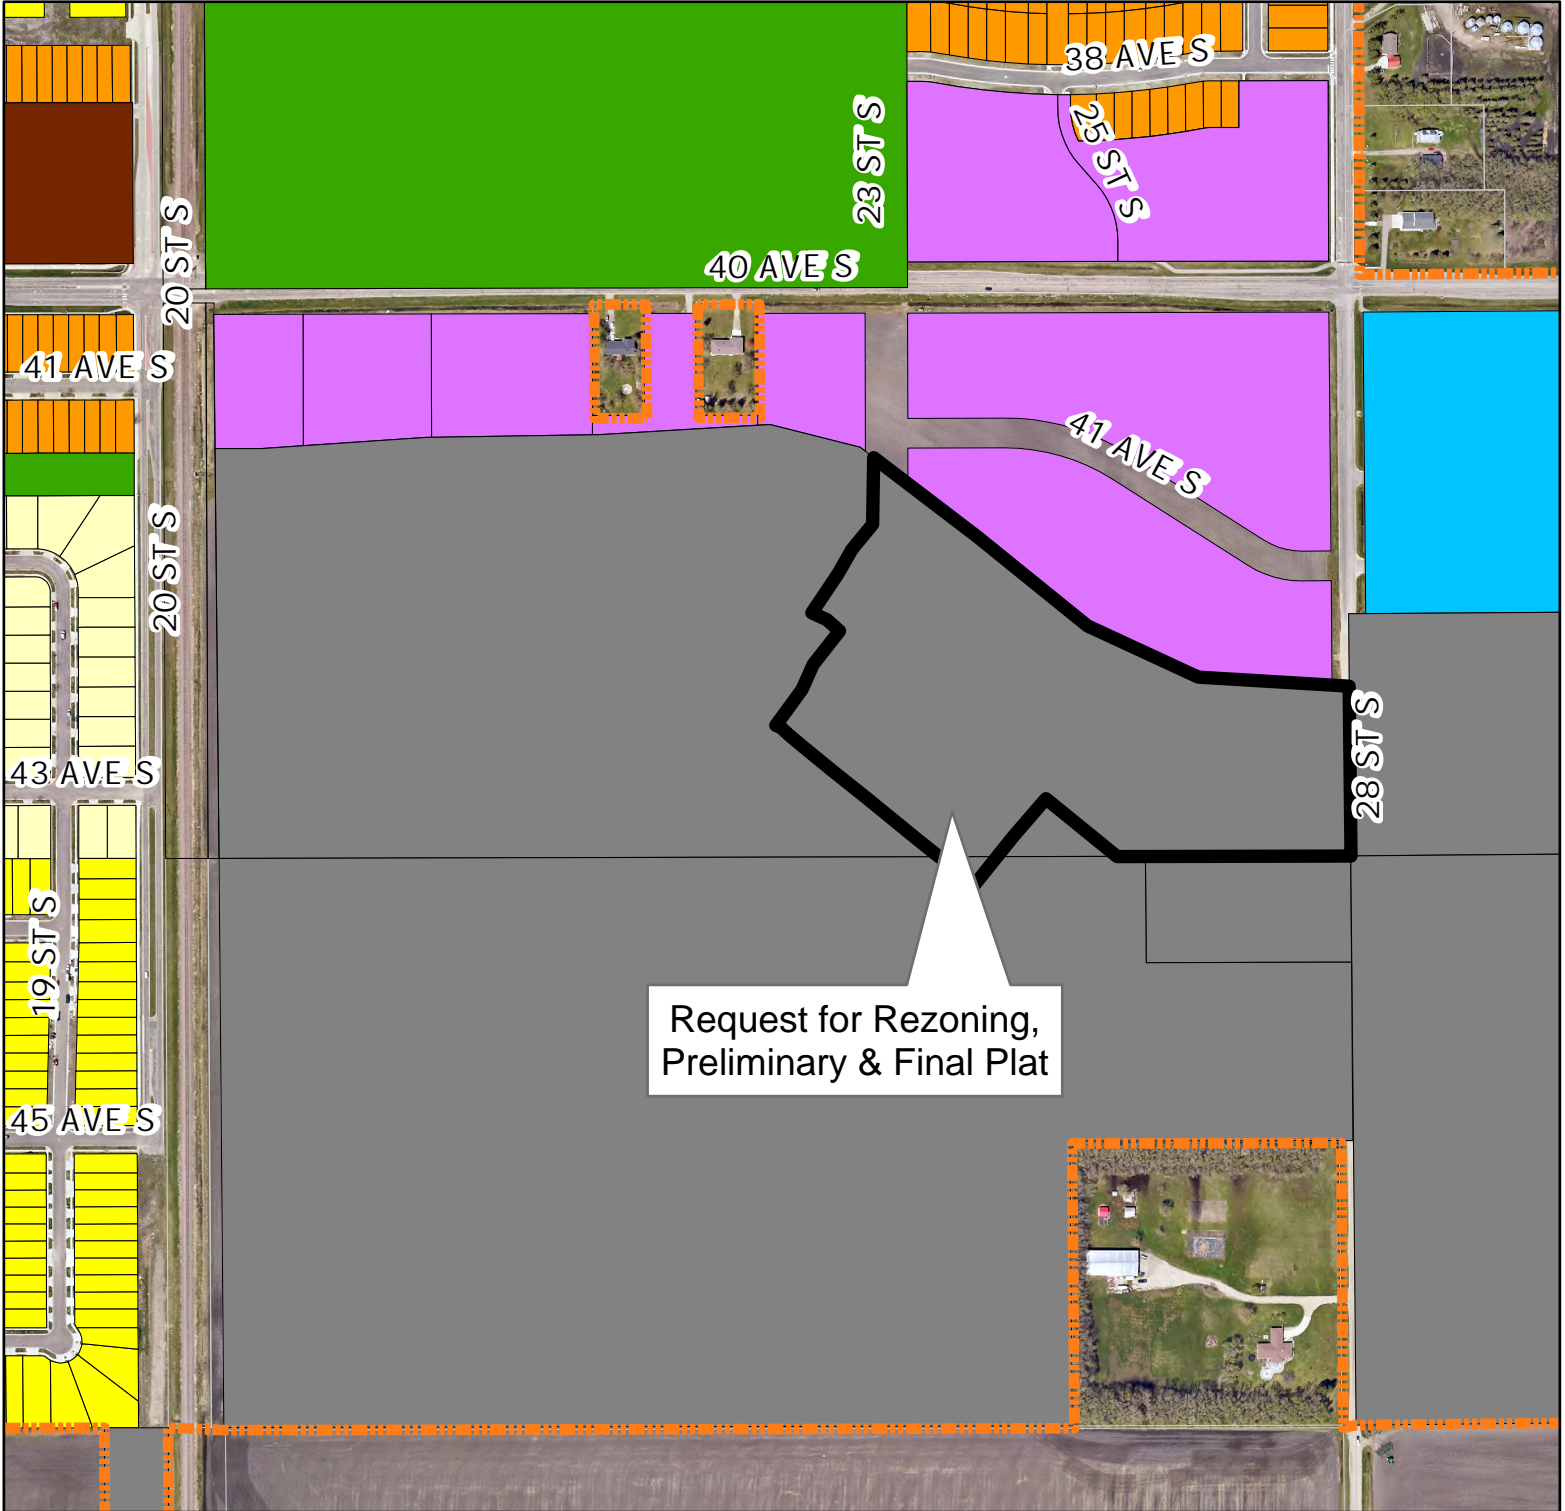 38 AVE S
25 ST S
23 ST S
20 ST S
40 AVE S
41 AVE S
41 AVE S
20 ST S
43 AVE S
28 ST S
19 ST S
Request for Rezoning,
Preliminary & Final Plat
45 AVE S